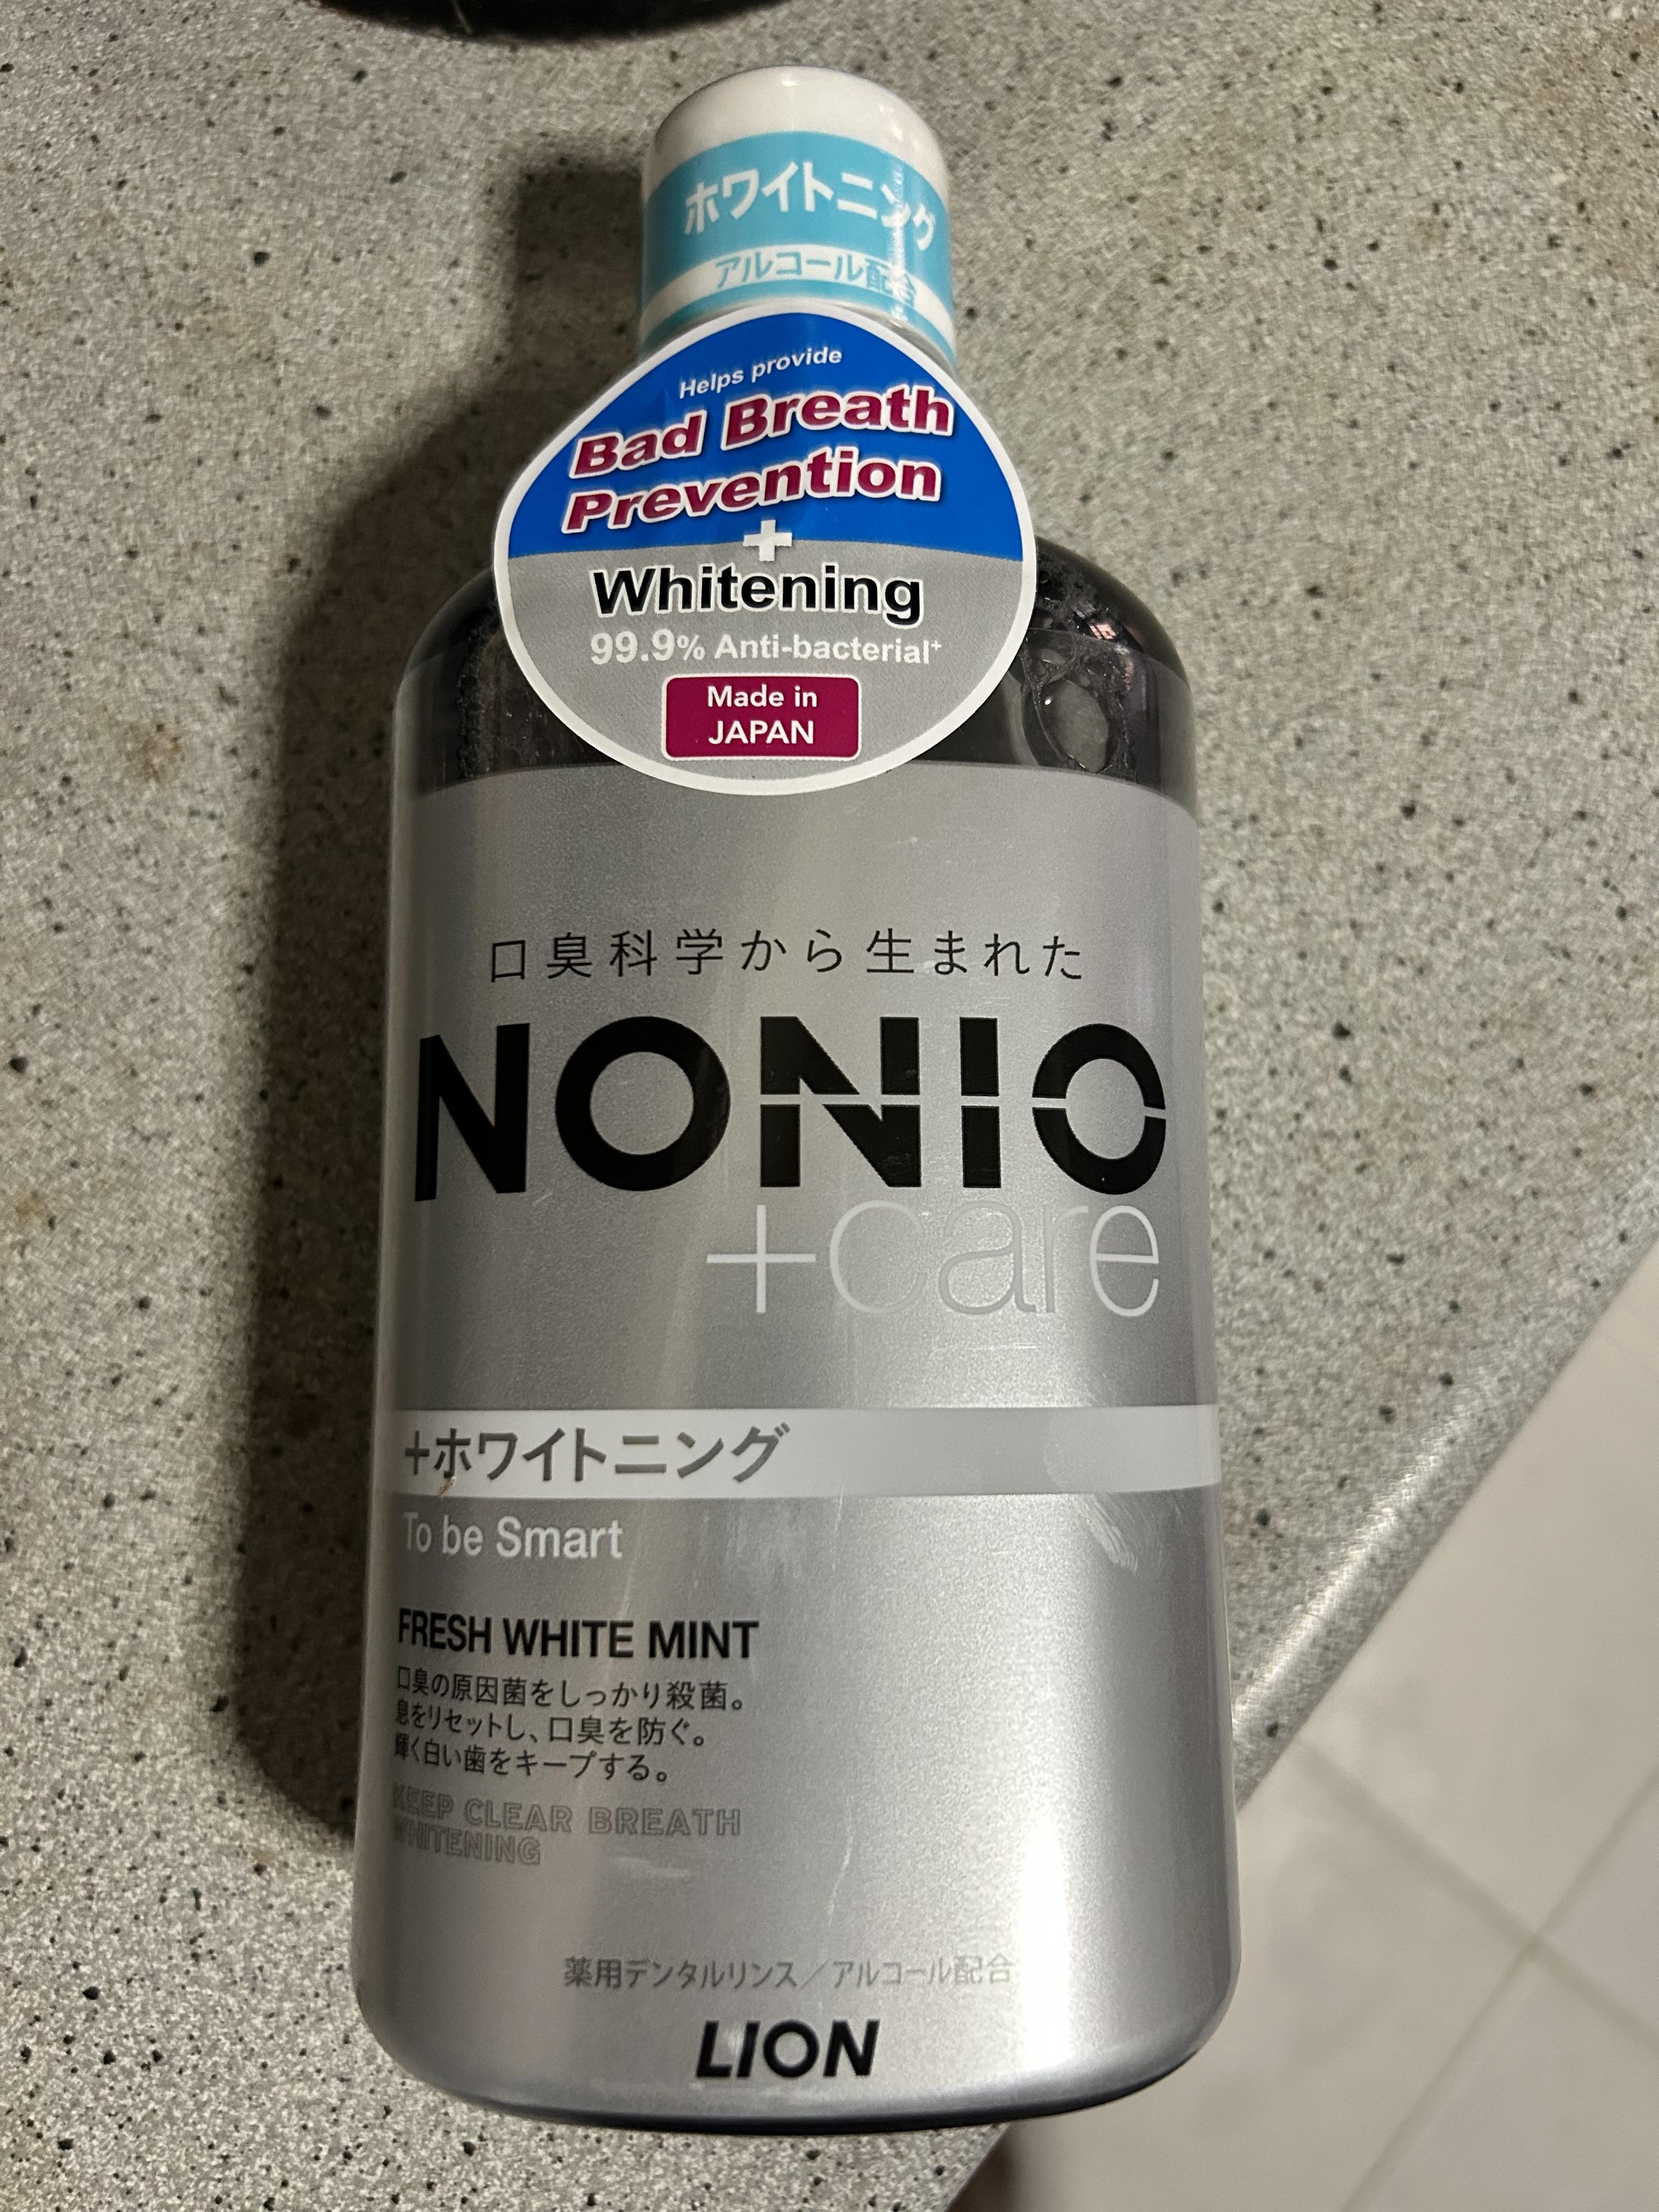 ホワイトニング
アルコール配合
Helps provide
Bad Breath
Prevention
+
Whitening
99.9% Anti-bacterial+
Made in
JAPAN
口臭科学から生まれた
NONIO
+care
+ホワイトニング
To be Smart
FRESH WHITE MINT
口臭の原因菌をしっかり殺菌。
息をリセットし、口臭を防ぐ。
輝く白い歯をキープする。
KEEP CLEAR BREATH
WHITENING
薬用デンタルリンス／アルコール配合
LION